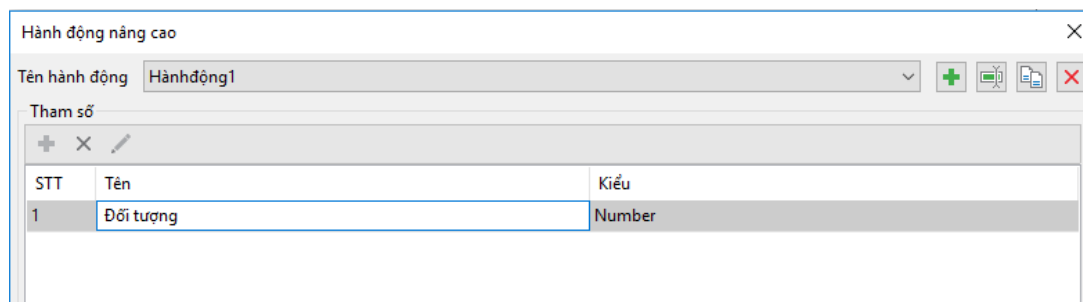 Hành động nâng cao
Tên hành động Hànhđộng1
Tham số
STT Tên Kiểu
1 Đối tượng Number